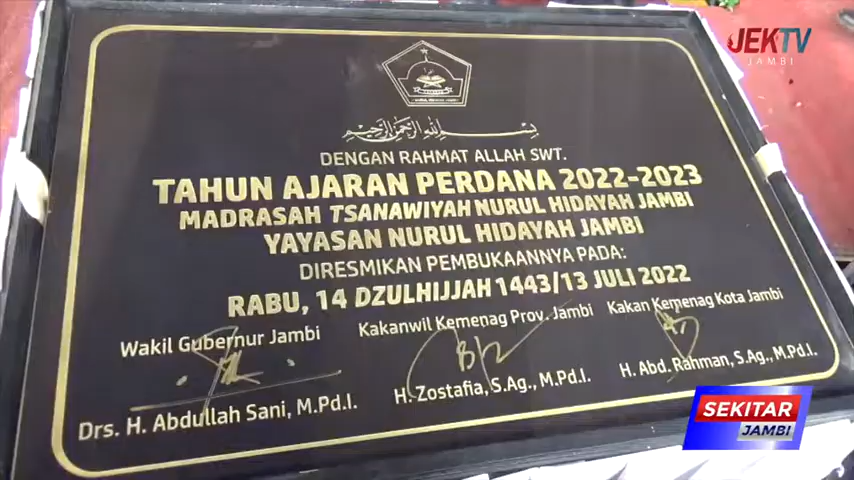 JEKTV
JAMBI
بسم الله الرحمن الرحيم
DENGAN RAHMAT ALLAH SWT.
TAHUN AJARAN PERDANA 2022-2023
MADRASAH TSANAWIYAH NURUL HIDAYAH JAMBI
YAYASAN NURUL HIDAYAH JAMBI
DIRESMIKAN PEMBUKAANNYA PADA:
RABU, 14 DZULHIJJAH 1443/13 JULI 2022
Wakil Gubernur Jambi
Kakanwil Kemenag Prov. Jambi
Kakan Kemenag Kota Jambi
Drs. H. Abdullah Sani, M.Pd.I.
H. Zostafia, S.Ag., M.Pd.I.
H. Abd. Rahman, S.Ag., M.Pd.I.
SEKITAR
JAMBI